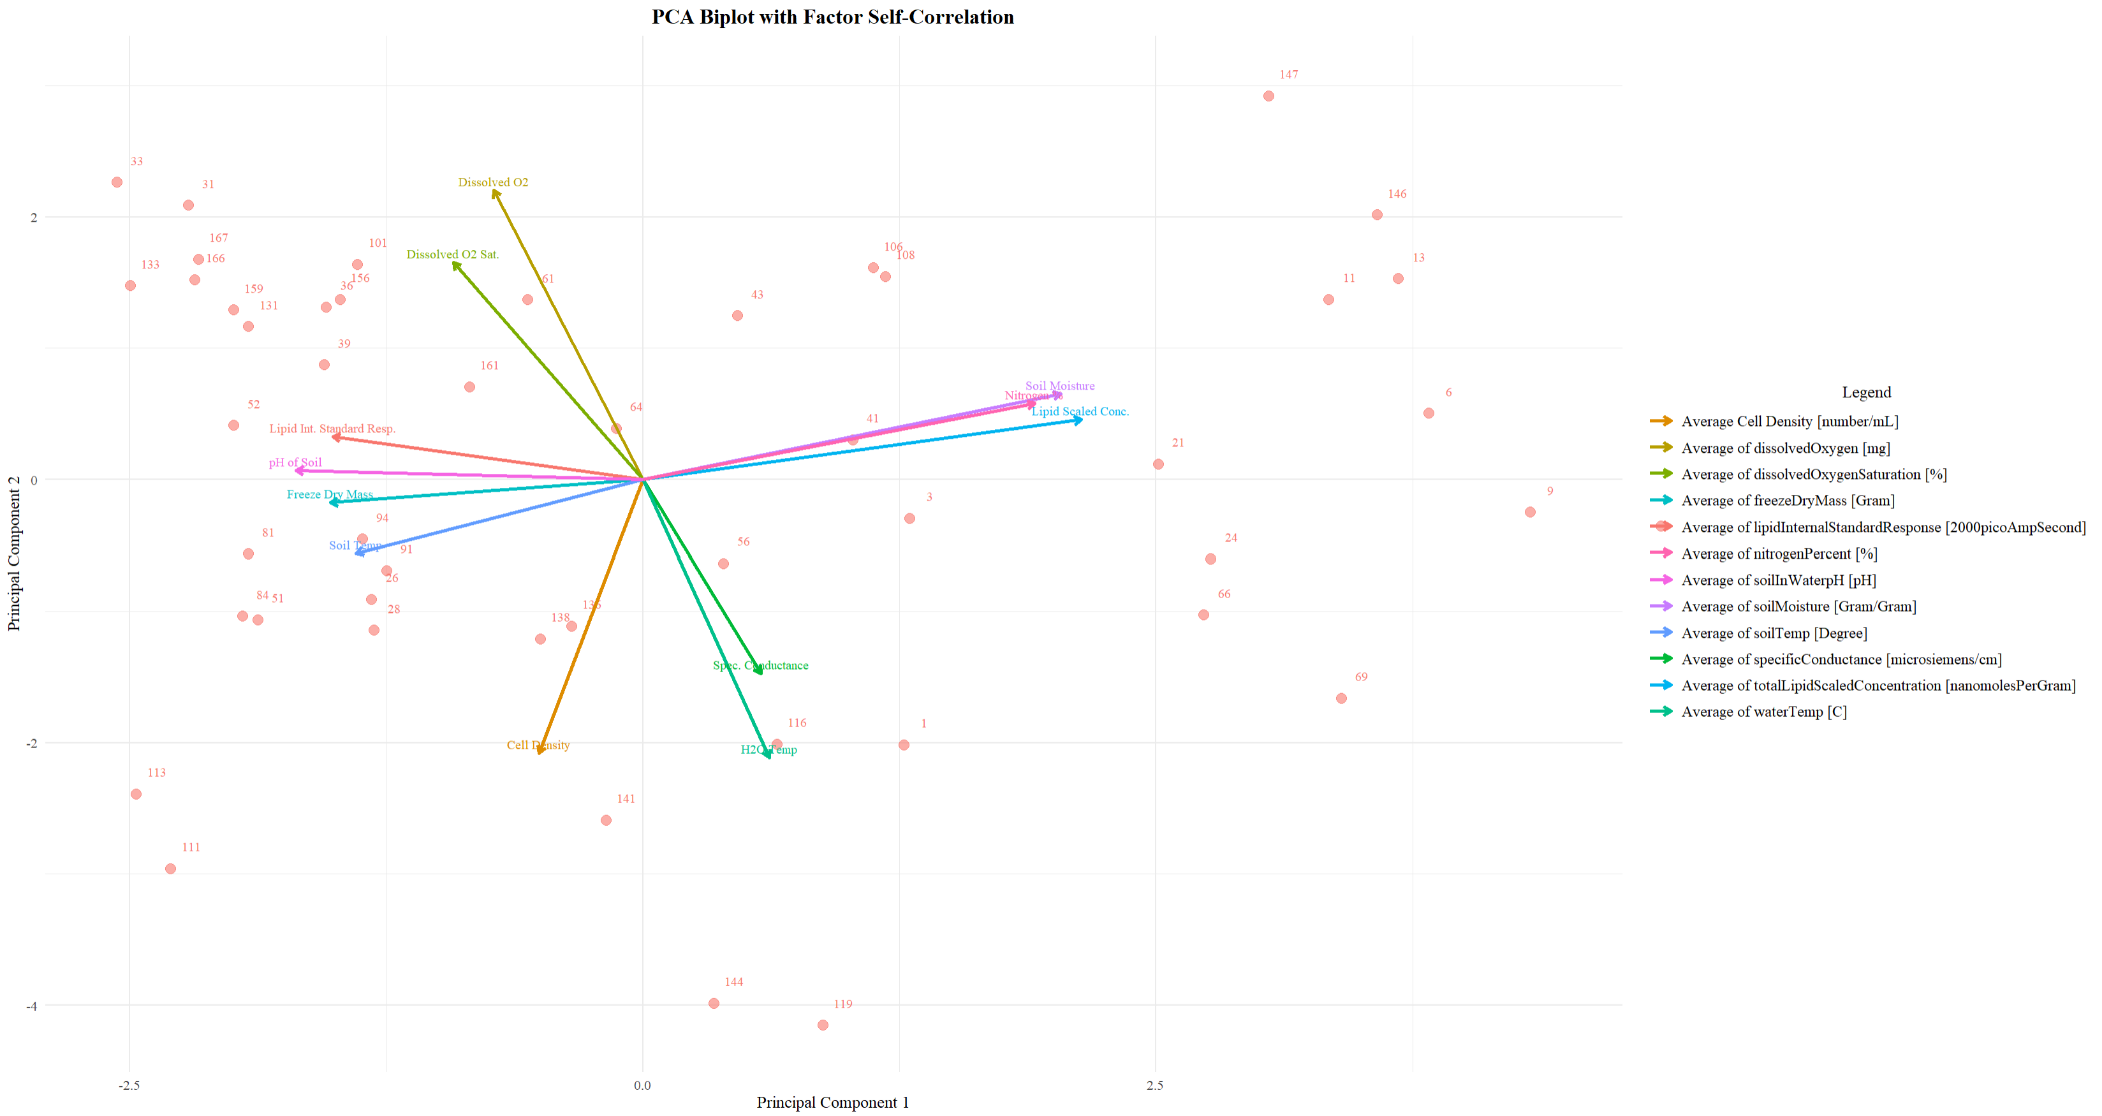 PCA Biplot with Factor Self-Correlation
147
33
31
Dissolved O2
146
167
166
101
Dissolved O2 Sat.
106
108
13
133
156
36
61
11
159
131
43
39
161
Soil Moisture
Nitrogen
Lipid Scaled Conc.
6
52
64
41
Lipid Int. Standard Resp.
21
pH of Soil
Freeze Dry Mass
3
9
94
81
Soil Temp
91
56
24
26
84
51
28
138
66
Spec. Conductance
69
116
1
Cell Density
H2O Temp
113
141
111
144
119
2
0
-2
-4
-2.5
0.0
2.5
Principal Component 1
Principal Component 2
Legend
Average Cell Density [number/mL]
Average of dissolvedOxygen [mg]
Average of dissolvedOxygenSaturation [%]
Average of freezeDryMass [Gram]
Average of lipidInternalStandardResponse [2000picoAmpSecond]
Average of nitrogenPercent [%]
Average of soilInWaterpH [pH]
Average of soilMoisture [Gram/Gram]
Average of soilTemp [Degree]
Average of specificConductance [microsiemens/cm]
Average of totalLipidScaledConcentration [nanomolesPerGram]
Average of waterTemp [C]